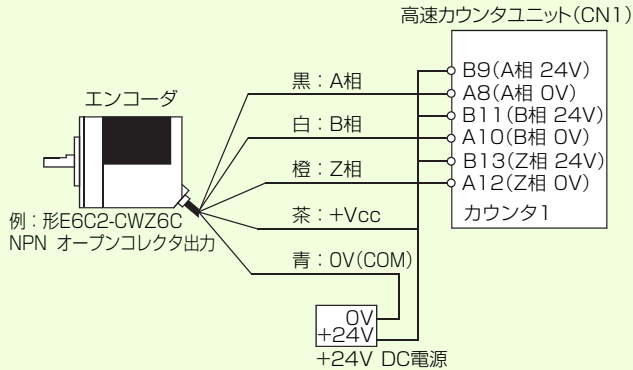 高速カウンタユニット(CN1)
エンコーダ
黒：A相
白：B相
橙：Z相
茶：+Vcc
青：0V(COM)
B9(A相 24V)
A8(A相 0V)
B11(B相 24V)
A10(B相 0V)
B13(Z相 24V)
A12(Z相 0V)
カウンタ1
例：形E6C2-CWZ6C
NPN オープンコレクタ出力
0V
+24V
+24V DC電源